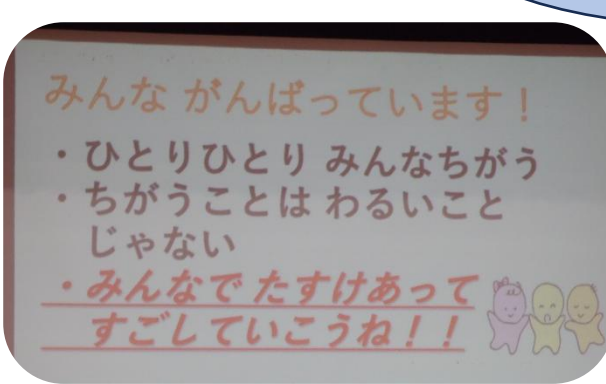 みんな がんばっています！
・ひとりひとり みんなちがう
・ちがうことは わるいこと
じゃない
・みんなで たすけあって
すごしていこうね！！